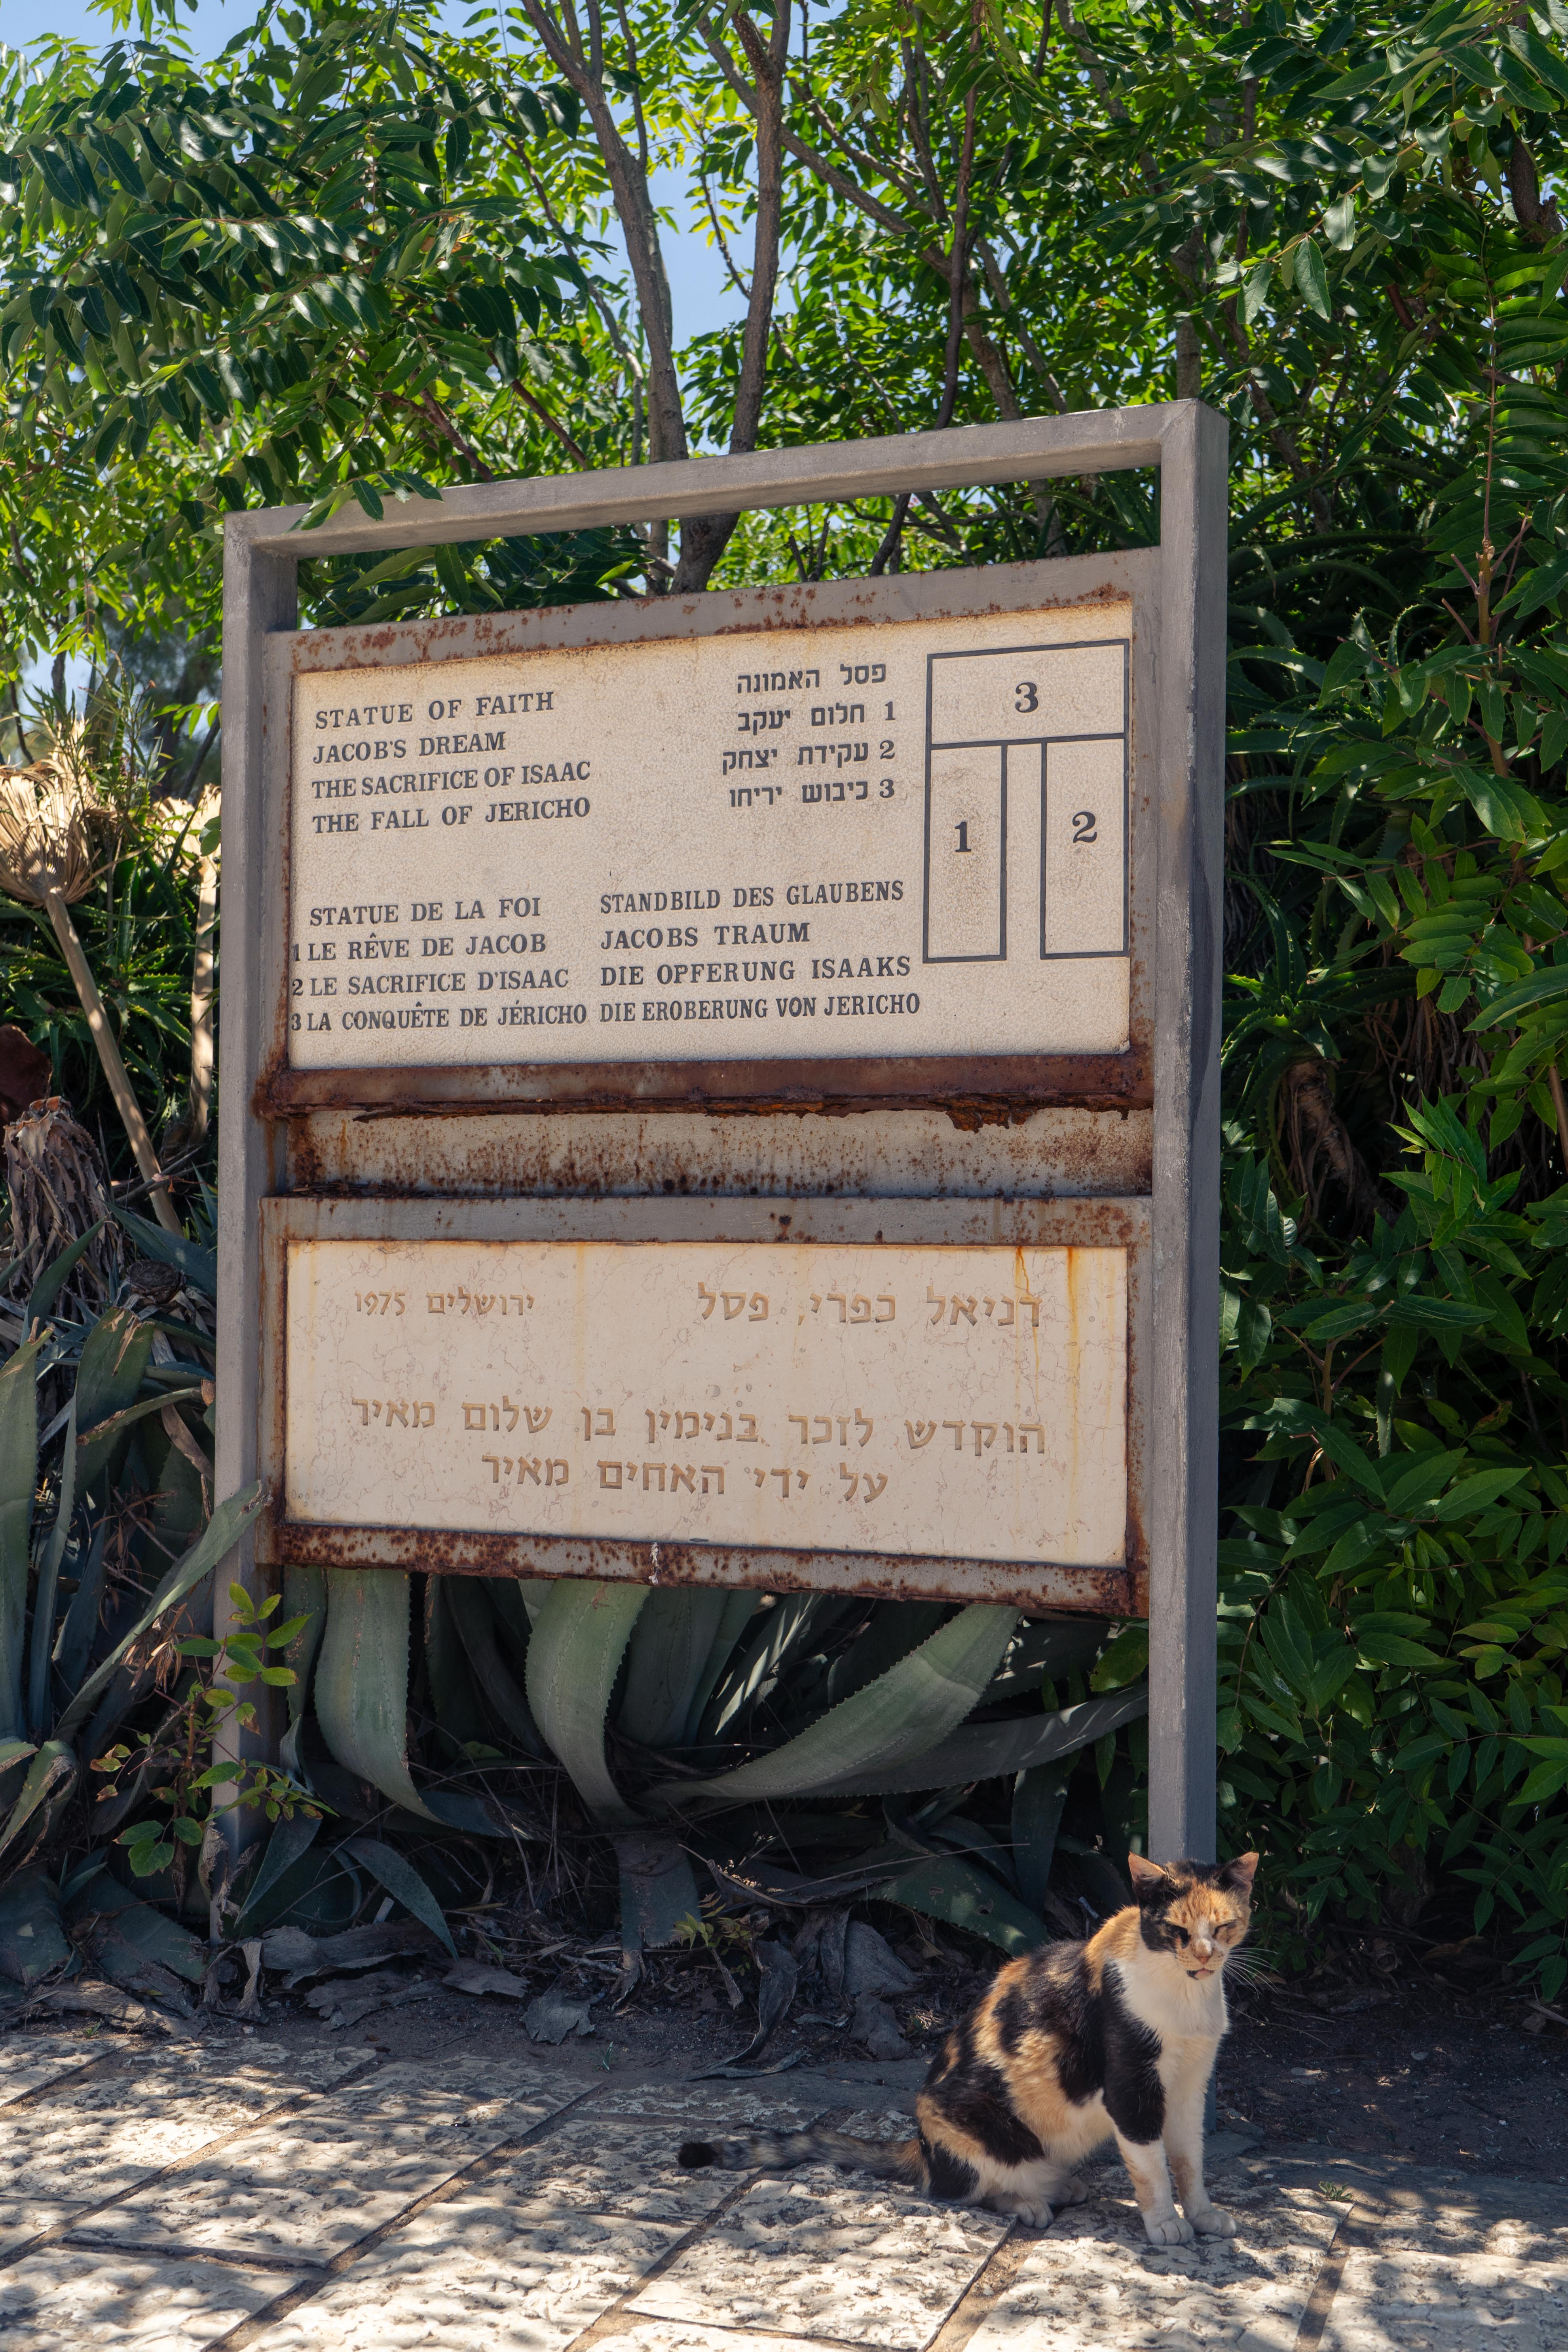 STATUE OF FAITH
JACOB'S DREAM
THE SACRIFICE OF ISAAC
THE FALL OF JERICHO
פסל האמונה
1 חלום יעקב
2 עקידת יצחק
3 כיבוש יריחו
3
1
2
STATUE DE LA FOI
1 LE RÊVE DE JACOB
2 LE SACRIFICE D'ISAAC
3 LA CONQUÊTE DE JÉRICHO
STANDBILD DES GLAUBENS
JACOBS TRAUM
DIE OPFERUNG ISAAKS
DIE EROBERUNG VON JERICHO
דניאל כפרי, פסל
ירושלים 1975
הוקדש לזכר בנימין בן שלום מאיר
על ידי האחים מאיר